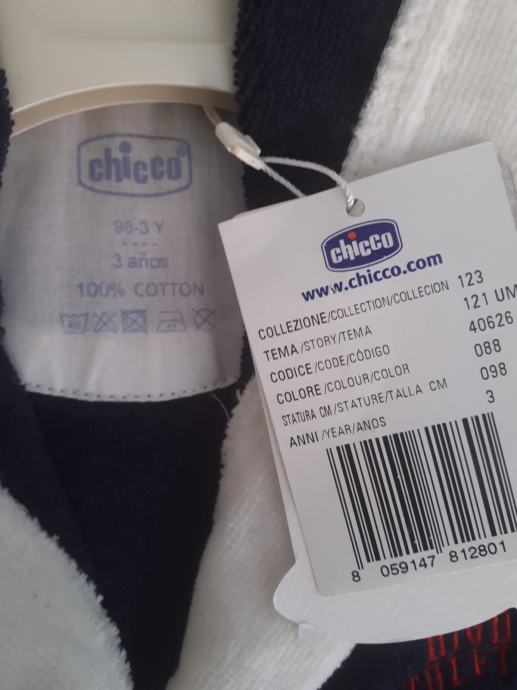 chicco
98-3 Y
3 años
100% COTTON
chicco
www.chicco.com
COLLEZIONE/COLLECTION/COLLECION 123
TEMA/STORY/TEMA 121 UM
CODICE/CODE/CÓDIGO 40626
COLORE/COLOUR/COLOR 088
STATURA CM/STATURE/TALLA CM 098
ANNI/YEAR/ANOS 3
8 059147 812801